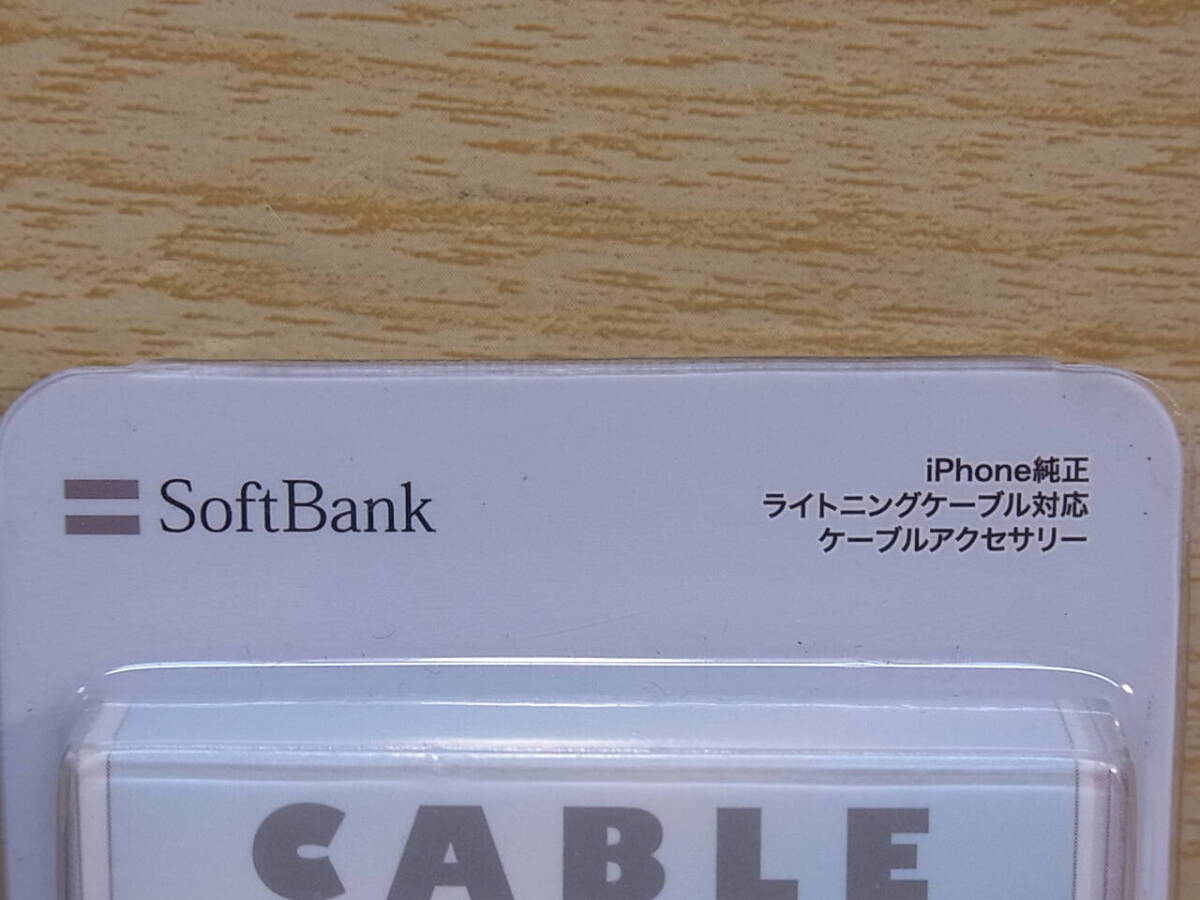 SoftBank
iPhone純正
ライトニングケーブル対応
ケーブルアクセサリー
CABLE